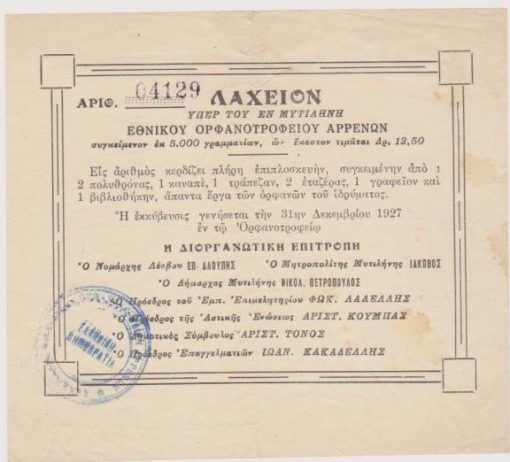 ΑΡΙΘ. 04129 ΛΑΧΕΙΟΝ
ΥΠΕΡ ΤΟΥ ΕΝ ΜΥΤΙΛΗΝΗ
ΕΘΝΙΚΟΥ ΟΡΦΑΝΟΤΡΟΦΕΙΟΥ ΑΡΡΕΝΩΝ
συγκείμενον ἐκ 5.000 γραμματίων, ὧν ἕκαστον τιμᾶται Δρ. 12,50
Εἷς ἀριθμὸς κερδίζει πλήρη ἐπιπλοσκευήν, συγκειμένην ἀπὸ :
2 πολυθρόνας, 1 καναπέ, 1 τράπεζαν, 2 ἐταζέρας, 1 γραφεῖον καὶ
1 βιβλιοθήκην, ἅπαντα ἔργα τῶν ὀρφανῶν τοῦ ἱδρύματος.
Ἡ ἐκκύβευσις γενήσεται τὴν 31ην Δεκεμβρίου 1927
ἐν τῷ Ὀρφανοτροφείῳ
Η ΔΙΟΡΓΑΝΩΤΙΚΗ ΕΠΙΤΡΟΠΗ
Ὁ Νομάρχης Λέσβου ΕΠ. ΑΛΟΥΠΗΣ Ὁ Μητροπολίτης Μυτιλήνης ΙΑΚΩΒΟΣ
Ὁ Δήμαρχος Μυτιλήνης ΝΙΚΟΛ. ΠΕΤΡΟΠΟΥΛΟΣ
Ὁ Πρόεδρος τοῦ Ἐμπ. Ἐπιμελητηρίου ΦΩΚ. ΛΑΔΕΛΛΗΣ
Ὁ Πρόεδρος τῆς Ἀστικῆς Ἑνώσεως ΑΡΙΣΤ. ΚΟΥΜΠΑΣ
Ὁ Δημοτικὸς Σύμβουλος ΑΡΙΣΤ. ΤΟΝΟΣ
Ὁ Πρόεδρος Ἐπαγγελματιῶν ΙΩΑΝ. ΚΑΚΑΔΕΛΛΗΣ
ΕΛΛΗΝΙΚΗ
ΔΗΜΟΚΡΑΤΙΑ